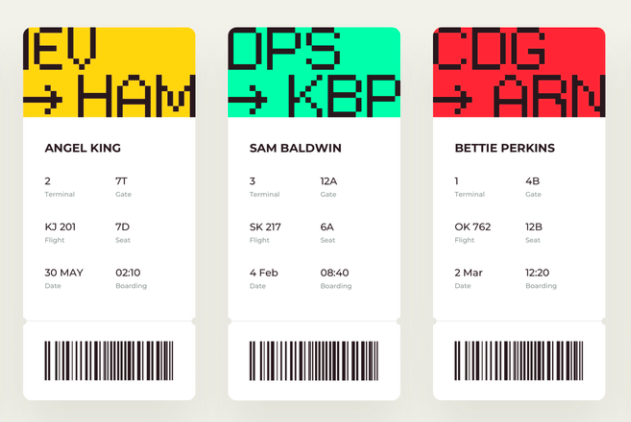 IEV
→ HAM
ANGEL KING
2 7T
Terminal Gate
KJ 201 7D
Flight Seat
30 MAY 02:10
Date Boarding
DPS
→ KBP
SAM BALDWIN
3 12A
Terminal Gate
SK 217 6A
Flight Seat
4 Feb 08:40
Date Boarding
CDG
→ ARN
BETTIE PERKINS
1 4B
Terminal Gate
OK 762 12B
Flight Seat
2 Mar 12:20
Date Boarding